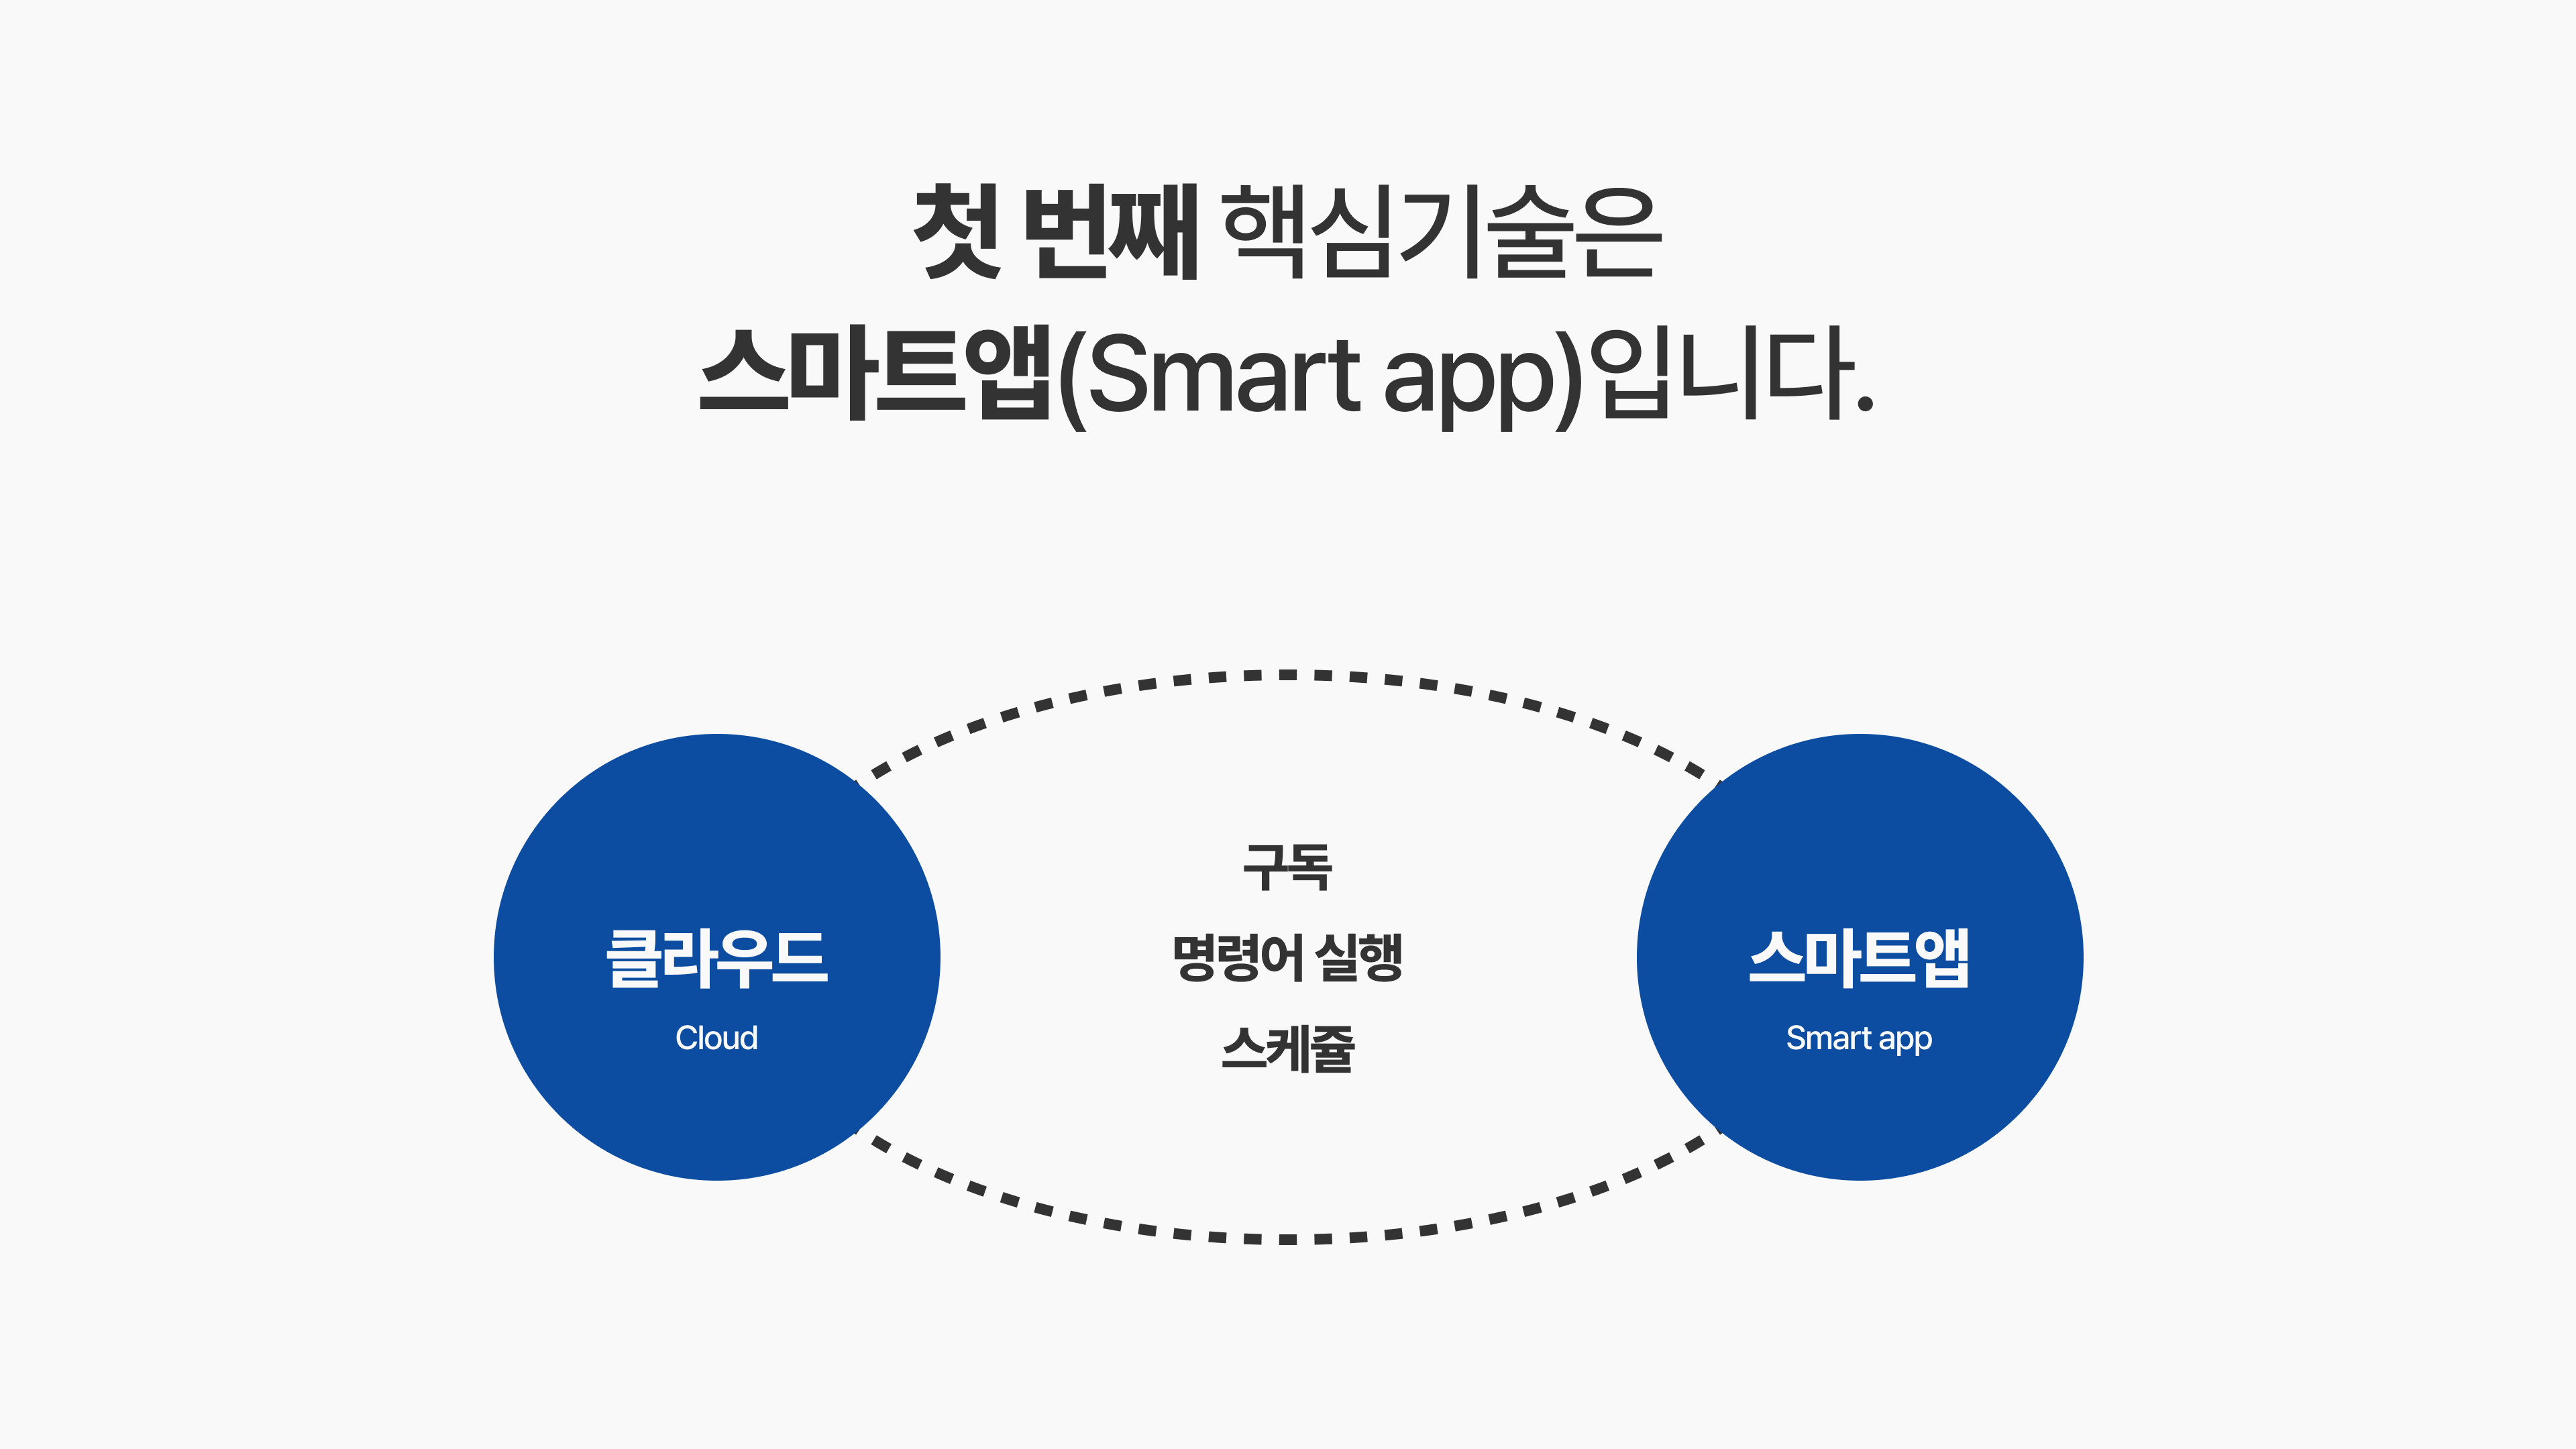 첫 번째 핵심기술은
스마트앱(Smart app)입니다.
클라우드
Cloud
구독
명령어 실행
스케쥴
스마트앱
Smart app